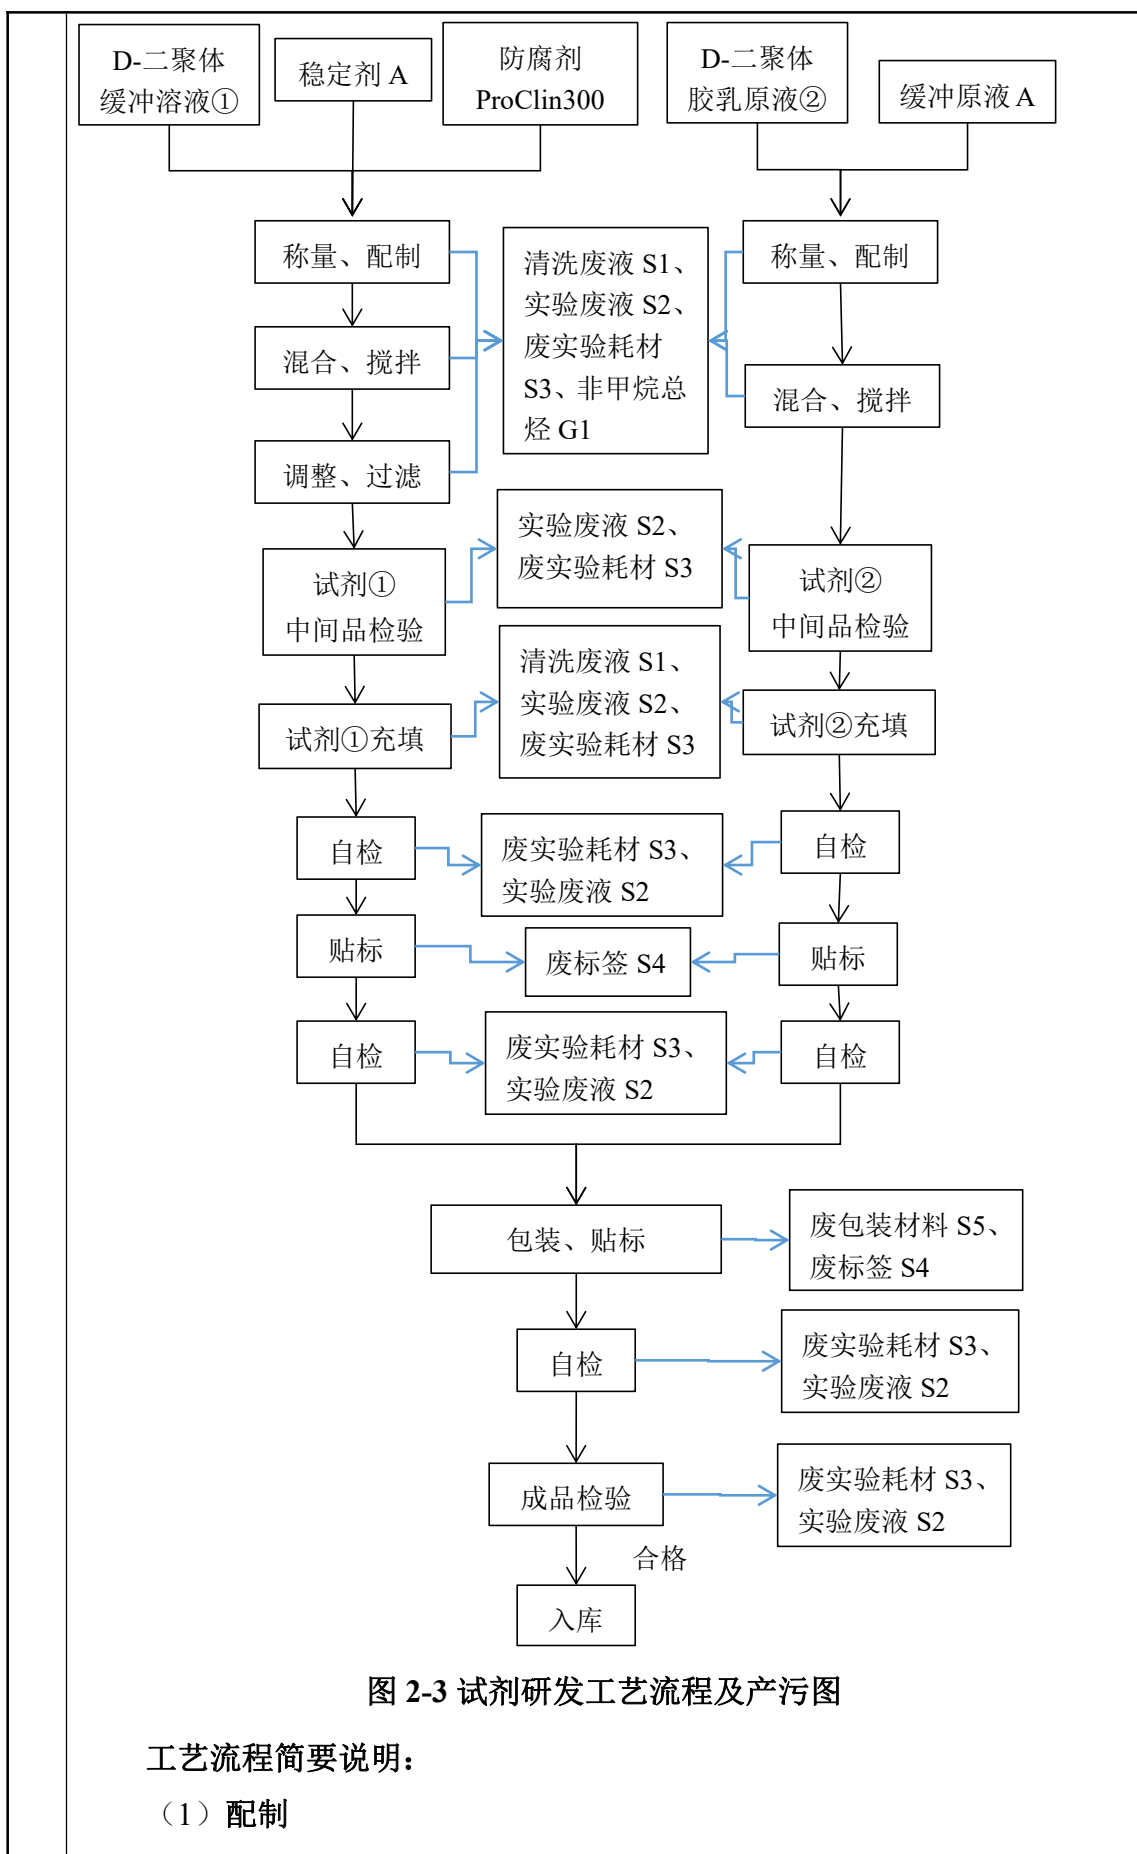 D-二聚体
缓冲溶液①
稳定剂 A
防腐剂
ProClin300
D-二聚体
胶乳原液②
缓冲原液 A
称量、配制
清洗废液 S1、
实验废液 S2、
废实验耗材
S3、非甲烷总
烃 G1
称量、配制
混合、搅拌
混合、搅拌
调整、过滤
实验废液 S2、
废实验耗材 S3
试剂①
中间品检验
试剂②
中间品检验
清洗废液 S1、
实验废液 S2、
废实验耗材 S3
试剂①充填
试剂②充填
自检
废实验耗材 S3、
实验废液 S2
自检
贴标
废标签 S4
贴标
自检
废实验耗材 S3、
实验废液 S2
自检
包装、贴标
废包装材料 S5、
废标签 S4
自检
废实验耗材 S3、
实验废液 S2
成品检验
废实验耗材 S3、
实验废液 S2
合格
入库
图 2-3 试剂研发工艺流程及产污图
工艺流程简要说明：
（1）配制